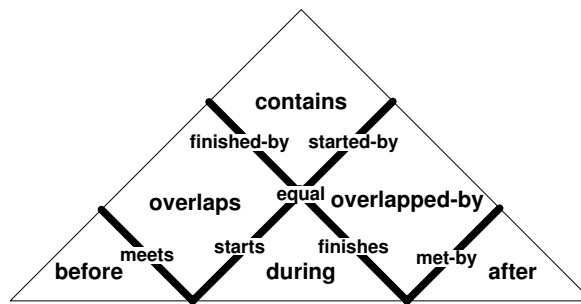 contains
finished-by started-by
equal
overlaps overlapped-by
starts finishes
meets met-by
before during after